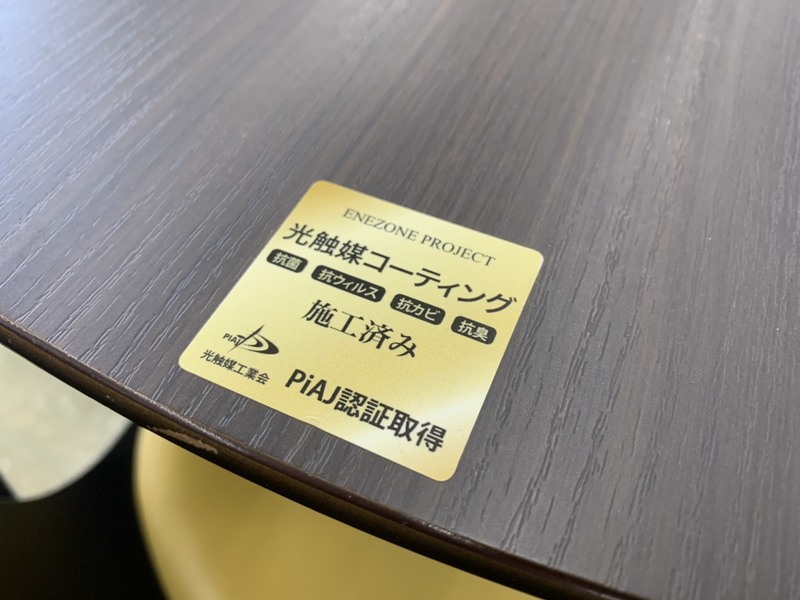 ENEZONE PROJECT
光触媒コーティング
抗菌 抗ウィルス 抗カビ 抗臭
施工済み
PIAJ
光触媒工業会
PiAJ認証取得